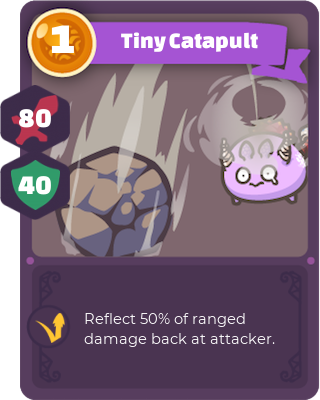 1
Tiny Catapult
80
40
Reflect 50% of ranged
damage back at attacker.